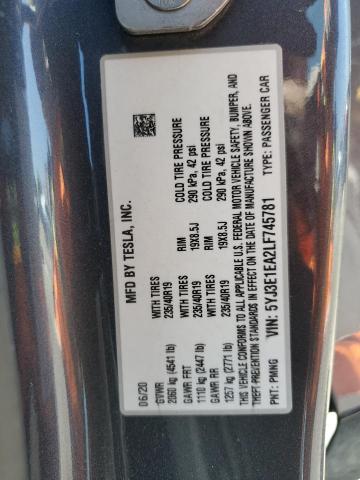 MFD BY TESLA, INC.
06/20
GVWR
2060 kg (4541 lb)
WITH TIRES
235/40R19
RIM
19X8.5J
COLD TIRE PRESSURE
290 kPa, 42 psi
GAWR FRT
1110 kg (2447 lb)
WITH TIRES
235/40R19
RIM
19X8.5J
COLD TIRE PRESSURE
290 kPa, 42 psi
GAWR RR
1257 kg (2771 lb)
THIS VEHICLE CONFORMS TO ALL APPLICABLE U.S. FEDERAL MOTOR VEHICLE SAFETY, BUMPER, AND
THEFT PREVENTION STANDARDS IN EFFECT ON THE DATE OF MANUFACTURE SHOWN ABOVE.
VIN: 5YJ3E1EA2LF745781
PNT: PMNG
TYPE: PASSENGER CAR